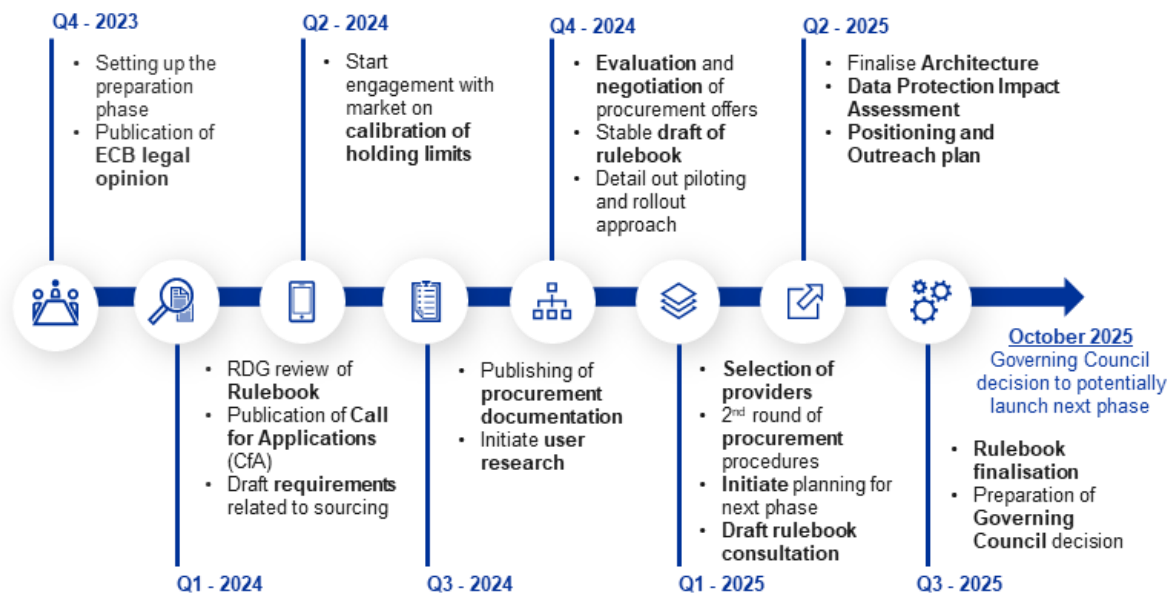 Q4 - 2023
• Setting up the
preparation
phase
• Publication of
ECB legal
opinion
Q1 - 2024
• RDG review of
Rulebook
• Publication of Call
for Applications
(CfA)
• Draft requirements
related to sourcing
Q2 - 2024
• Start
engagement with
market on
calibration of
holding limits
Q3 - 2024
• Publishing of
procurement
documentation
• Initiate user
research
Q4 - 2024
• Evaluation and
negotiation of
procurement offers
• Stable draft of
rulebook
• Detail out piloting
and rollout
approach
Q1 - 2025
• Selection of
providers
• 2nd round of
procurement
procedures
• Initiate planning for
next phase
• Draft rulebook
consultation
Q2 - 2025
• Finalise Architecture
• Data Protection Impact
Assessment
• Positioning and
Outreach plan
Q3 - 2025
• Rulebook
finalisation
• Preparation of
Governing
Council decision
October 2025
Governing Council
decision to potentially
launch next phase